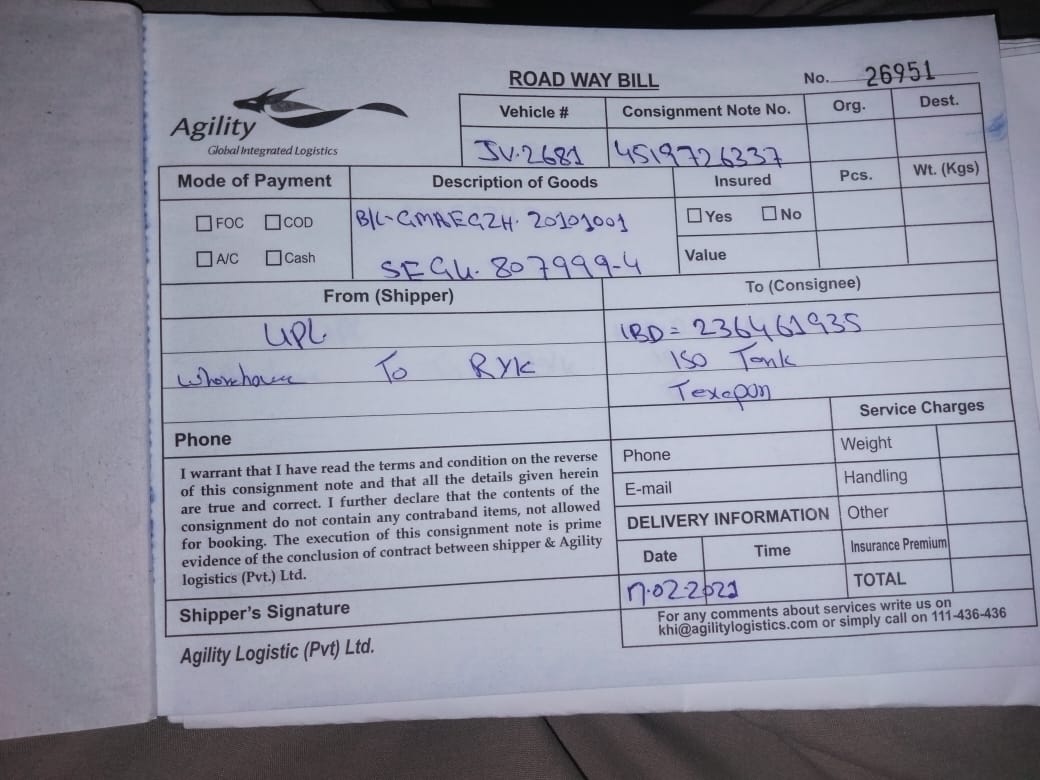 ROAD WAY BILL
No. 26951
Agility
Global Integrated Logistics
Vehicle #
Consignment Note No.
Org.
Dest.
JV.2681
4519726337
Mode of Payment
Description of Goods
Insured
Pcs.
Wt. (Kgs)
FOC
COD
B/L-GMAEGZH. 20101001
Yes
No
A/C
Cash
SEGU. 807999-4
Value
From (Shipper)
To (Consignee)
UPL
IBD = 236461935
To RYK
ISO Tank
Texapon
Service Charges
Phone
Phone
Weight
I warrant that I have read the terms and condition on the reverse
of this consignment note and that all the details given herein
are true and correct. I further declare that the contents of the
consignment do not contain any contraband items, not allowed
for booking. The execution of this consignment note is prime
evidence of the conclusion of contract between shipper & Agility
logistics (Pvt.) Ltd.
E-mail
Handling
DELIVERY INFORMATION
Other
Date
Time
Insurance Premium
17.02.2021
TOTAL
Shipper's Signature
For any comments about services write us on
khi@agilitylogistics.com or simply call on 111-436-436
Agility Logistic (Pvt) Ltd.